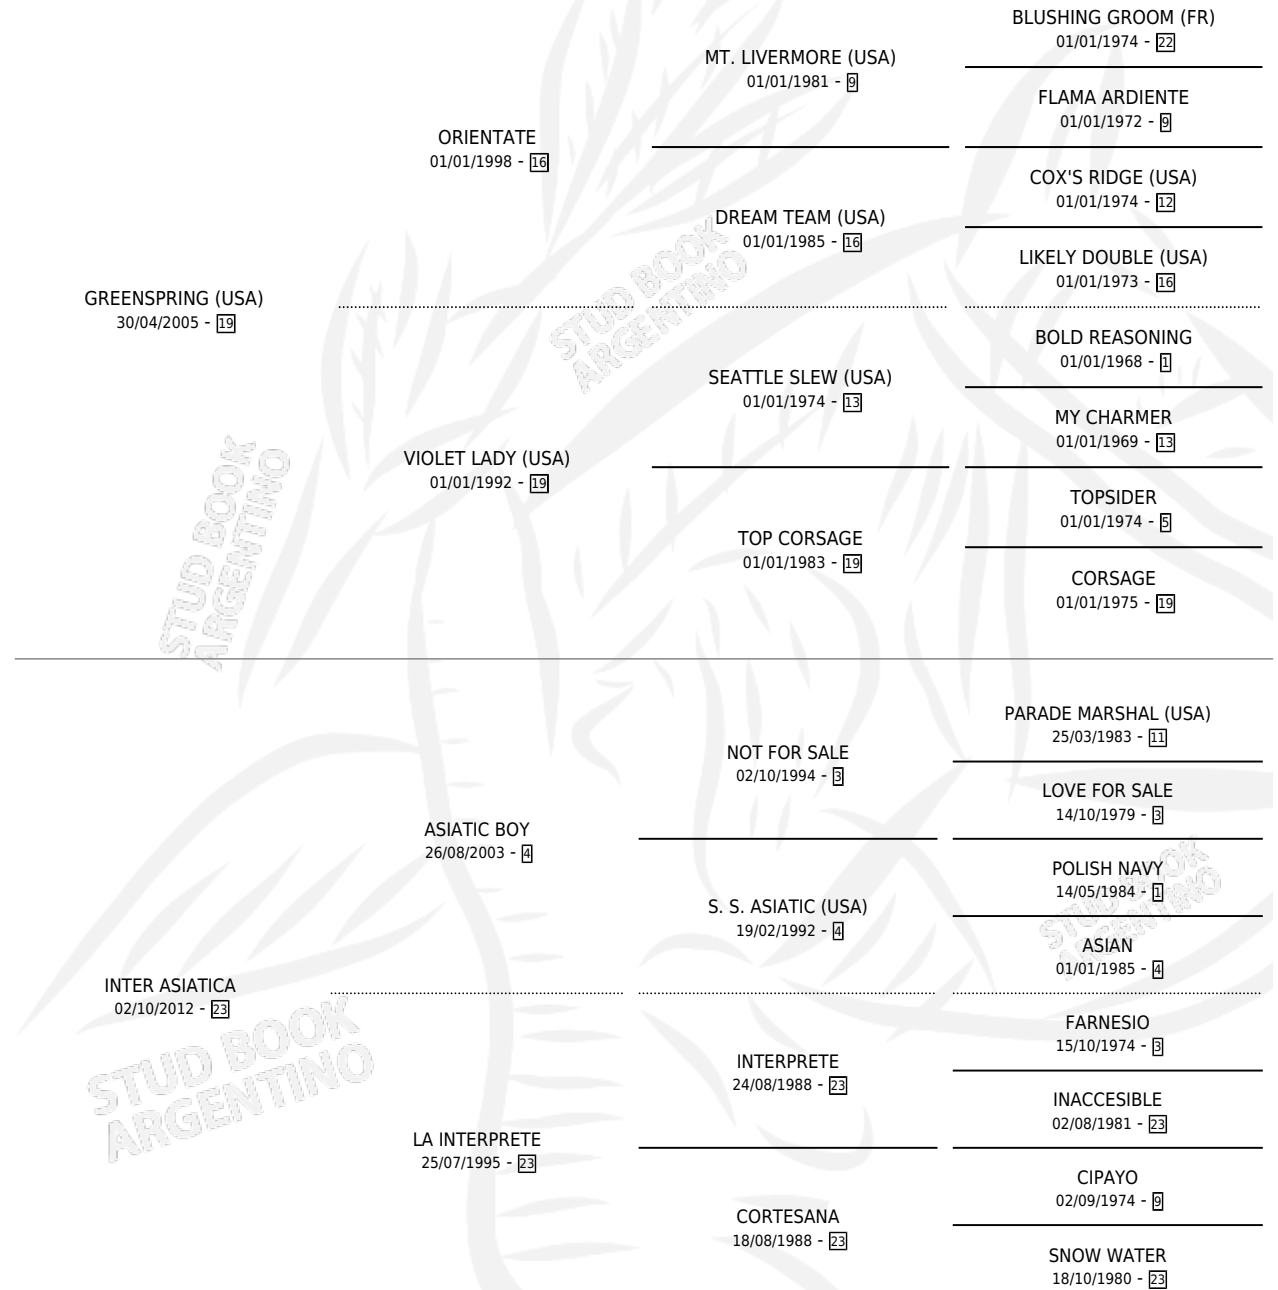 BLUSHING GROOM (FR)
01/01/1974 - 22
MT. LIVERMORE (USA)
01/01/1981 - 9
FLAMA ARDIENTE
01/01/1972 - 9
ORIENTATE
01/01/1998 - 16
COX'S RIDGE (USA)
01/01/1974 - 12
DREAM TEAM (USA)
01/01/1985 - 16
LIKELY DOUBLE (USA)
01/01/1973 - 16
GREENSPRING (USA)
30/04/2005 - 19
STUD BOOK
ARGENTINO
BOLD REASONING
01/01/1968 - 1
SEATTLE SLEW (USA)
01/01/1974 - 13
MY CHARMER
01/01/1969 - 13
VIOLET LADY (USA)
01/01/1992 - 19
TOPSIDER
01/01/1974 - 5
TOP CORSAGE
01/01/1983 - 19
CORSAGE
01/01/1975 - 19
STUD BOOK
ARGENTINO
PARADE MARSHAL (USA)
25/03/1983 - 11
NOT FOR SALE
02/10/1994 - 3
LOVE FOR SALE
14/10/1979 - 3
ASIATIC BOY
26/08/2003 - 4
POLISH NAVY
14/05/1984 - 1
S. S. ASIATIC (USA)
19/02/1992 - 4
STUD BOOK
ARGENTINO
ASIAN
01/01/1985 - 4
INTER ASIATICA
02/10/2012 - 23
FARNESIO
15/10/1974 - 3
INTERPRETE
24/08/1988 - 23
INACCESIBLE
02/08/1981 - 23
STUD BOOK
ARGENTINO
LA INTERPRETE
25/07/1995 - 23
CIPAYO
02/09/1974 - 9
CORTESANA
18/08/1988 - 23
SNOW WATER
18/10/1980 - 23